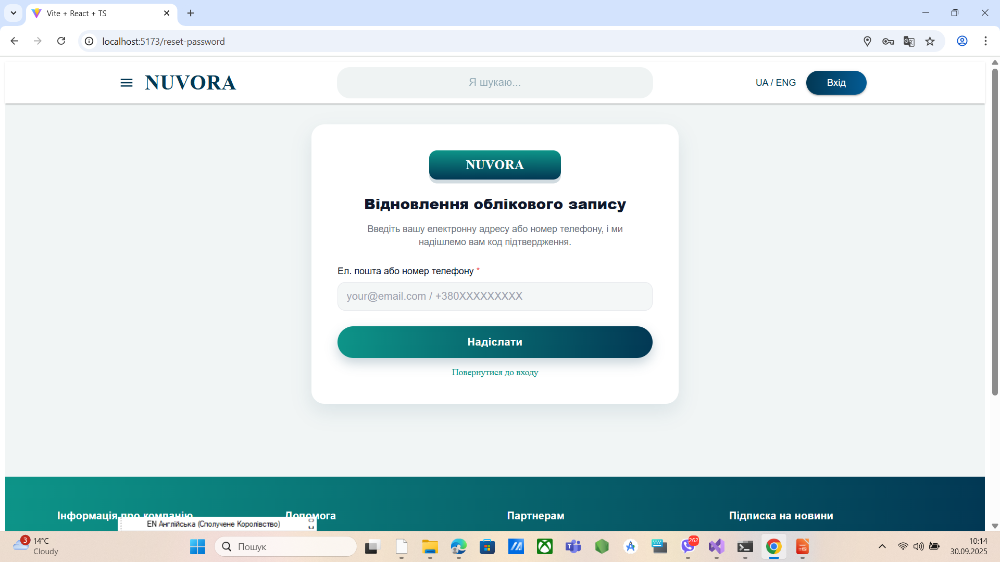 Vite + React + TS
localhost:5173/reset-password
NUVORA
Я шукаю...
UA / ENG
Вхід
NUVORA
Відновлення облікового запису
Введіть вашу електронну адресу або номер телефону, і ми
надішлемо вам код підтвердження.
Ел. пошта або номер телефону *
your@email.com / +380XXXXXXXXX
Надіслати
Повернутися до входу
Інформація про компанію
Допомога
Партнерам
Підписка на новини
EN Англійська (Сполучене Королівство)
3
14°C
Cloudy
Пошук
262
10:14
30.09.2025